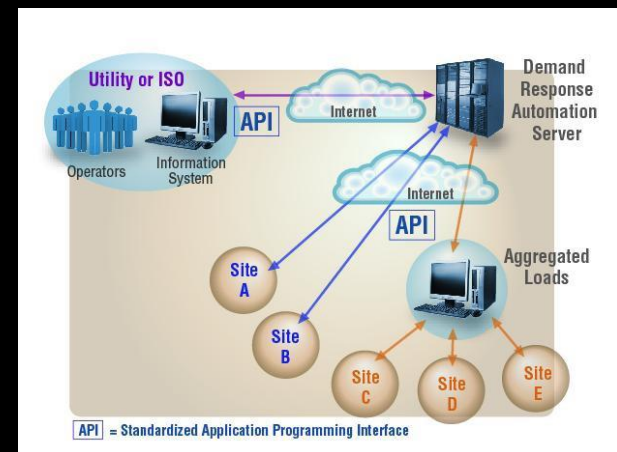 Utility or ISO
Operators
Information
System
API
Internet
Demand
Response
Automation
Server
Internet
API
Site
A
Site
B
Aggregated
Loads
Site
C
Site
D
Site
E
API = Standardized Application Programming Interface